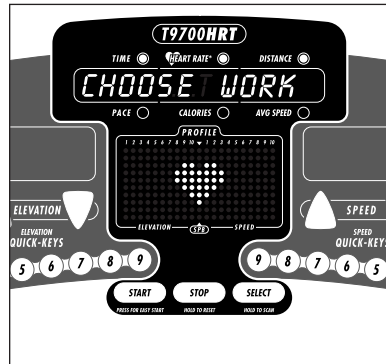 T9700HRT
TIME HEART RATE* DISTANCE
CHOOSE WORK
PACE CALORIES AVG SPEED
PROFILE
1 2 3 4 5 6 7 8 9 10 1 2 3 4 5 6 7 8 9 10
ELEVATION SPB SPEED
ELEVATION SPEED
ELEVATION QUICK-KEYS
SPEED QUICK-KEYS
5 6 7 8 9 9 8 7 6 5
START STOP SELECT
PRESS FOR EASY START HOLD TO RESET HOLD TO SCAN